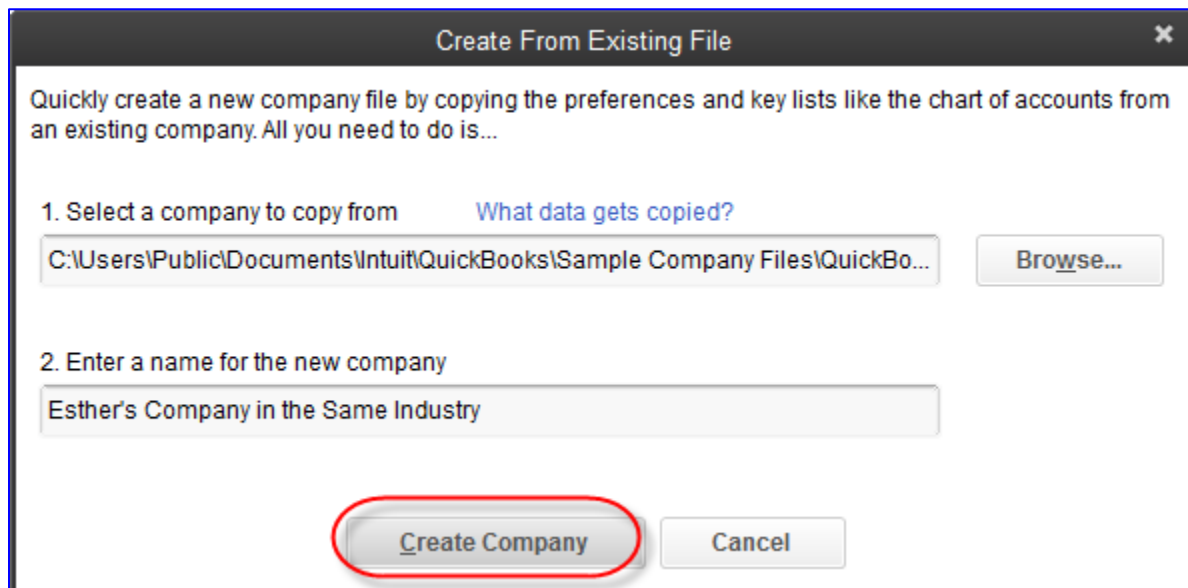 Create From Existing File
Quickly create a new company file by copying the preferences and key lists like the chart of accounts from
an existing company. All you need to do is...
1. Select a company to copy from What data gets copied?
C:\Users\Public\Documents\Intuit\QuickBooks\Sample Company Files\QuickBo... Browse...
2. Enter a name for the new company
Esther's Company in the Same Industry
Create Company Cancel